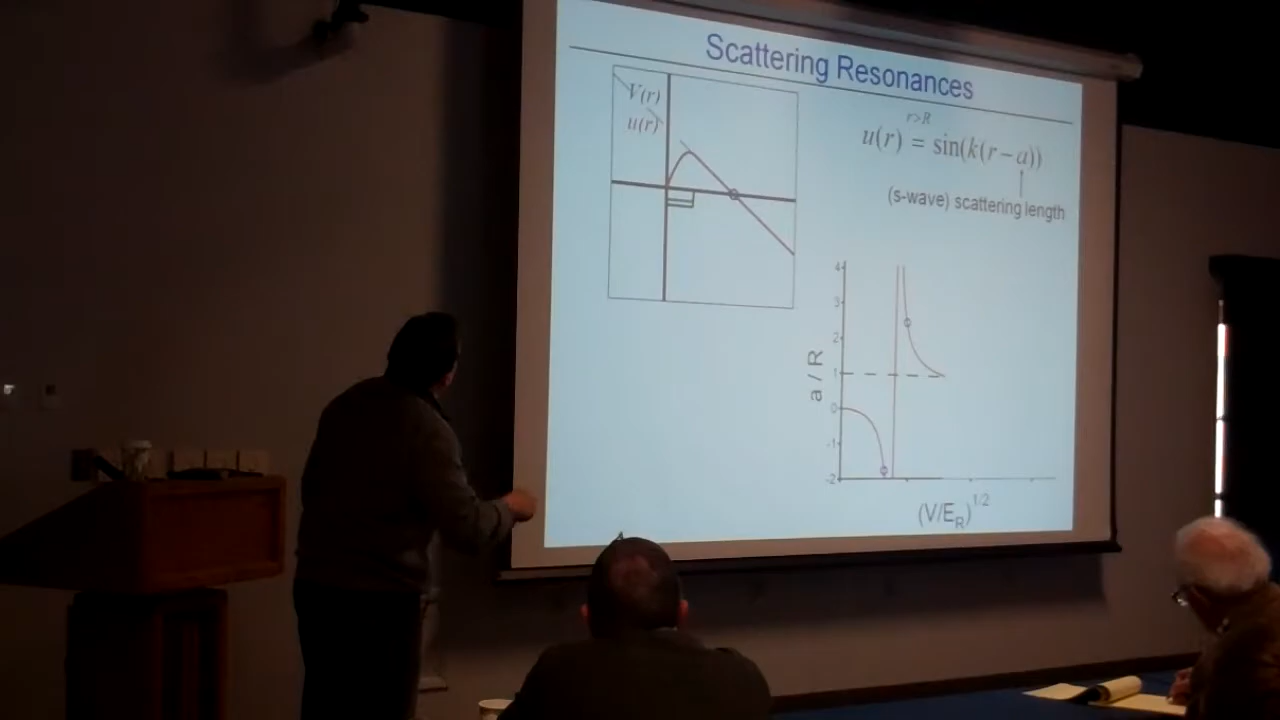 Scattering Resonances
V(r)
u(r)
r>R
u(r) = sin(k(r−a))
(s-wave) scattering length
4
3
2
1
0
-1
-2
a / R
(V/E_R)^1/2